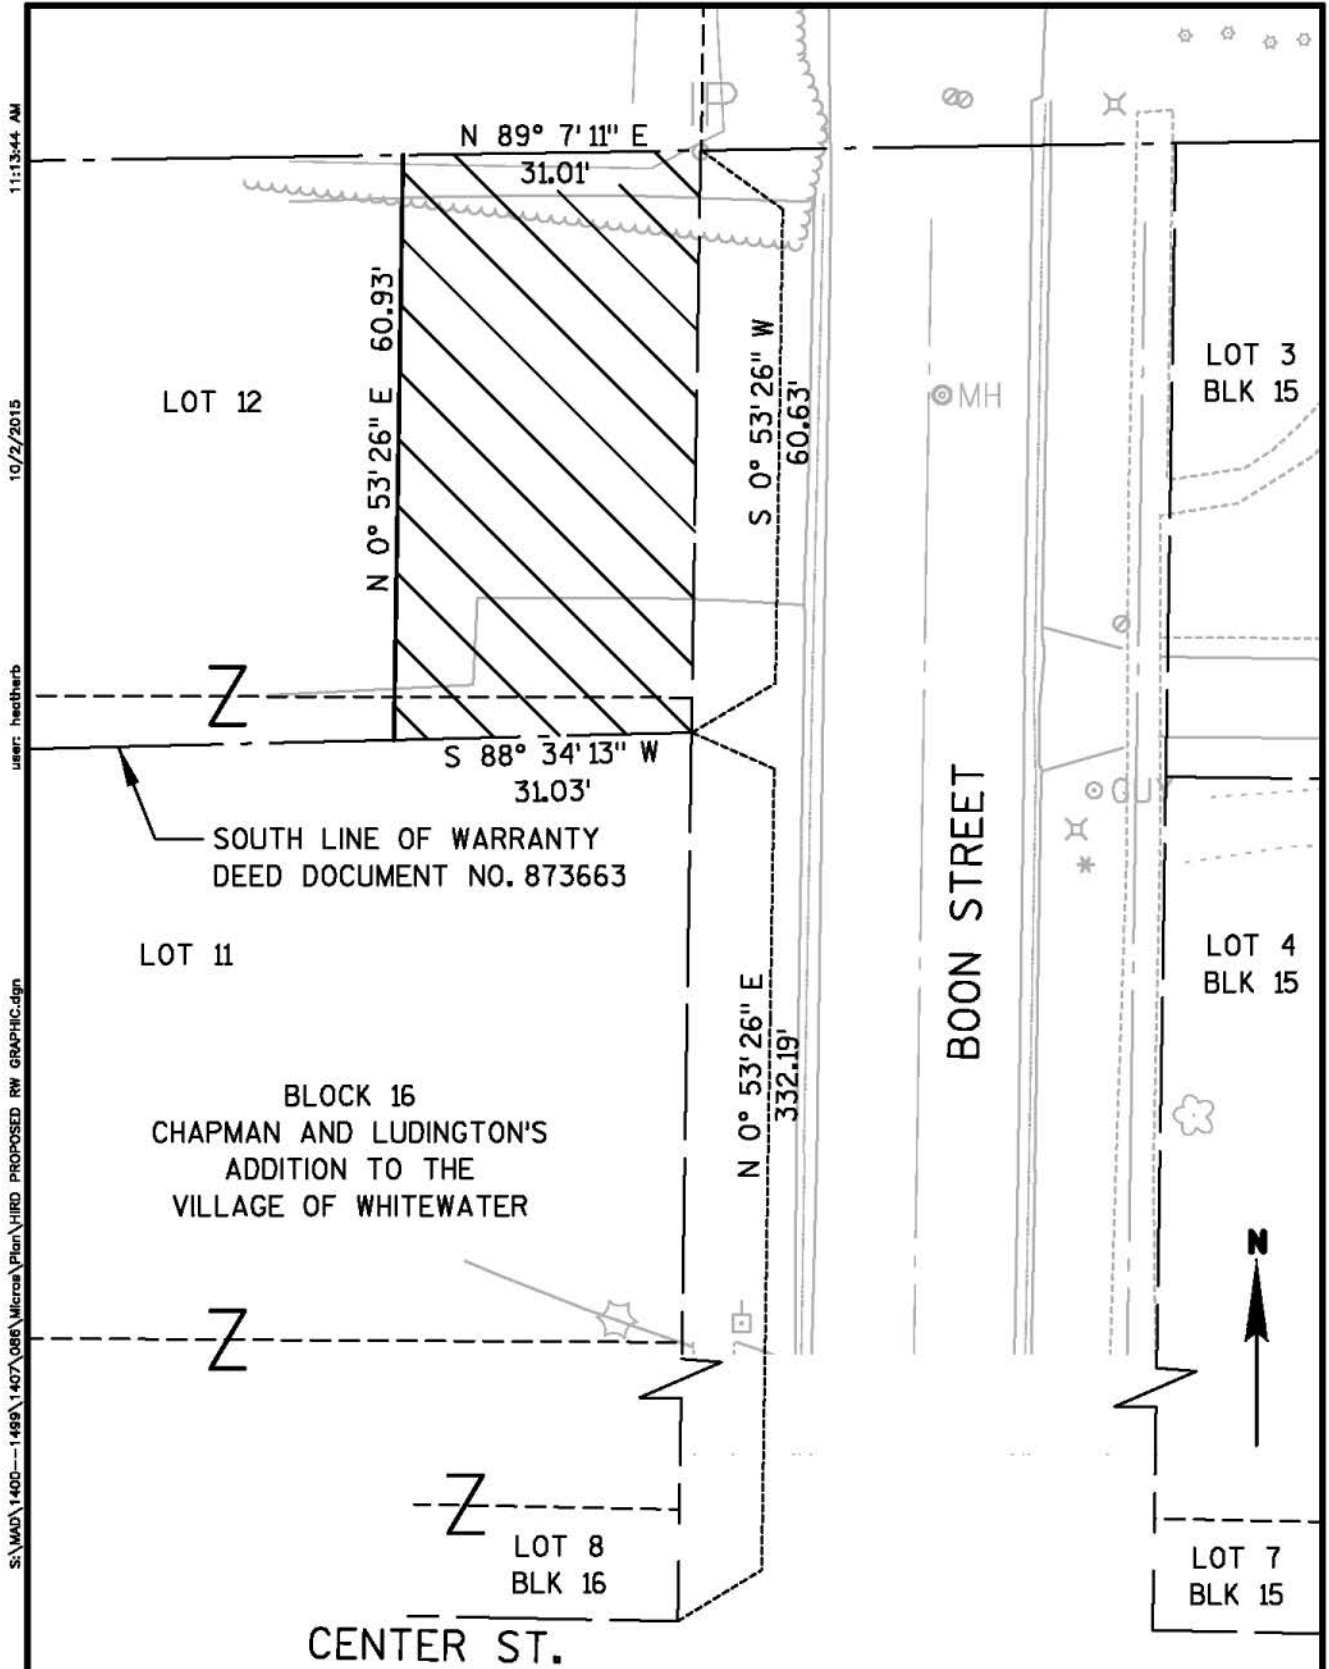 N 89° 7' 11" E
31.01'
N 0° 53' 26" E 60.93'
S 0° 53' 26" W
60.63'
LOT 12
MH
LOT 3
BLK 15
S 88° 34' 13" W
31.03'
SOUTH LINE OF WARRANTY
DEED DOCUMENT NO. 873663
GUY
BOON STREET
LOT 11
LOT 4
BLK 15
N 0° 53' 26" E
332.19'
BLOCK 16
CHAPMAN AND LUDINGTON'S
ADDITION TO THE
VILLAGE OF WHITEWATER
N
LOT 8
BLK 16
LOT 7
BLK 15
CENTER ST.
S:\MAD\1400--1499\1407\086\Micros\Plan\HIRD PROPOSED RW GRAPHIC.dgn
user: heatherb
10/2/2015
11:13:44 AM